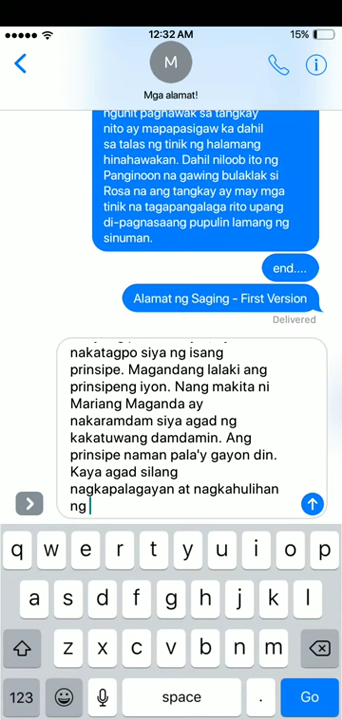 12:32 AM
15%
M
Mga alamat!
ngunit pagnawak sa tangkay
nito ay mapapasigaw ka dahil
sa talas ng tinik ng halamang
hinahawakan. Dahil niloob ito ng
Panginoon na gawing bulaklak si
Rosa na ang tangkay ay may mga
tinik na tagapangalaga rito upang
di-pagnasaang pupulin lamang ng
sinuman.
end....
Alamat ng Saging - First Version
Delivered
nakatagpo siya ng isang
prinsipe. Magandang lalaki ang
prinsipeng iyon. Nang makita ni
Mariang Maganda ay
nakaramdam siya agad ng
kakatuwang damdamin. Ang
prinsipe naman pala'y gayon din.
Kaya agad silang
nagkapalagayan at nagkahulihan
ng
q w e r t y u i o p
a s d f g h j k l
z x c v b n m
123 space . Go